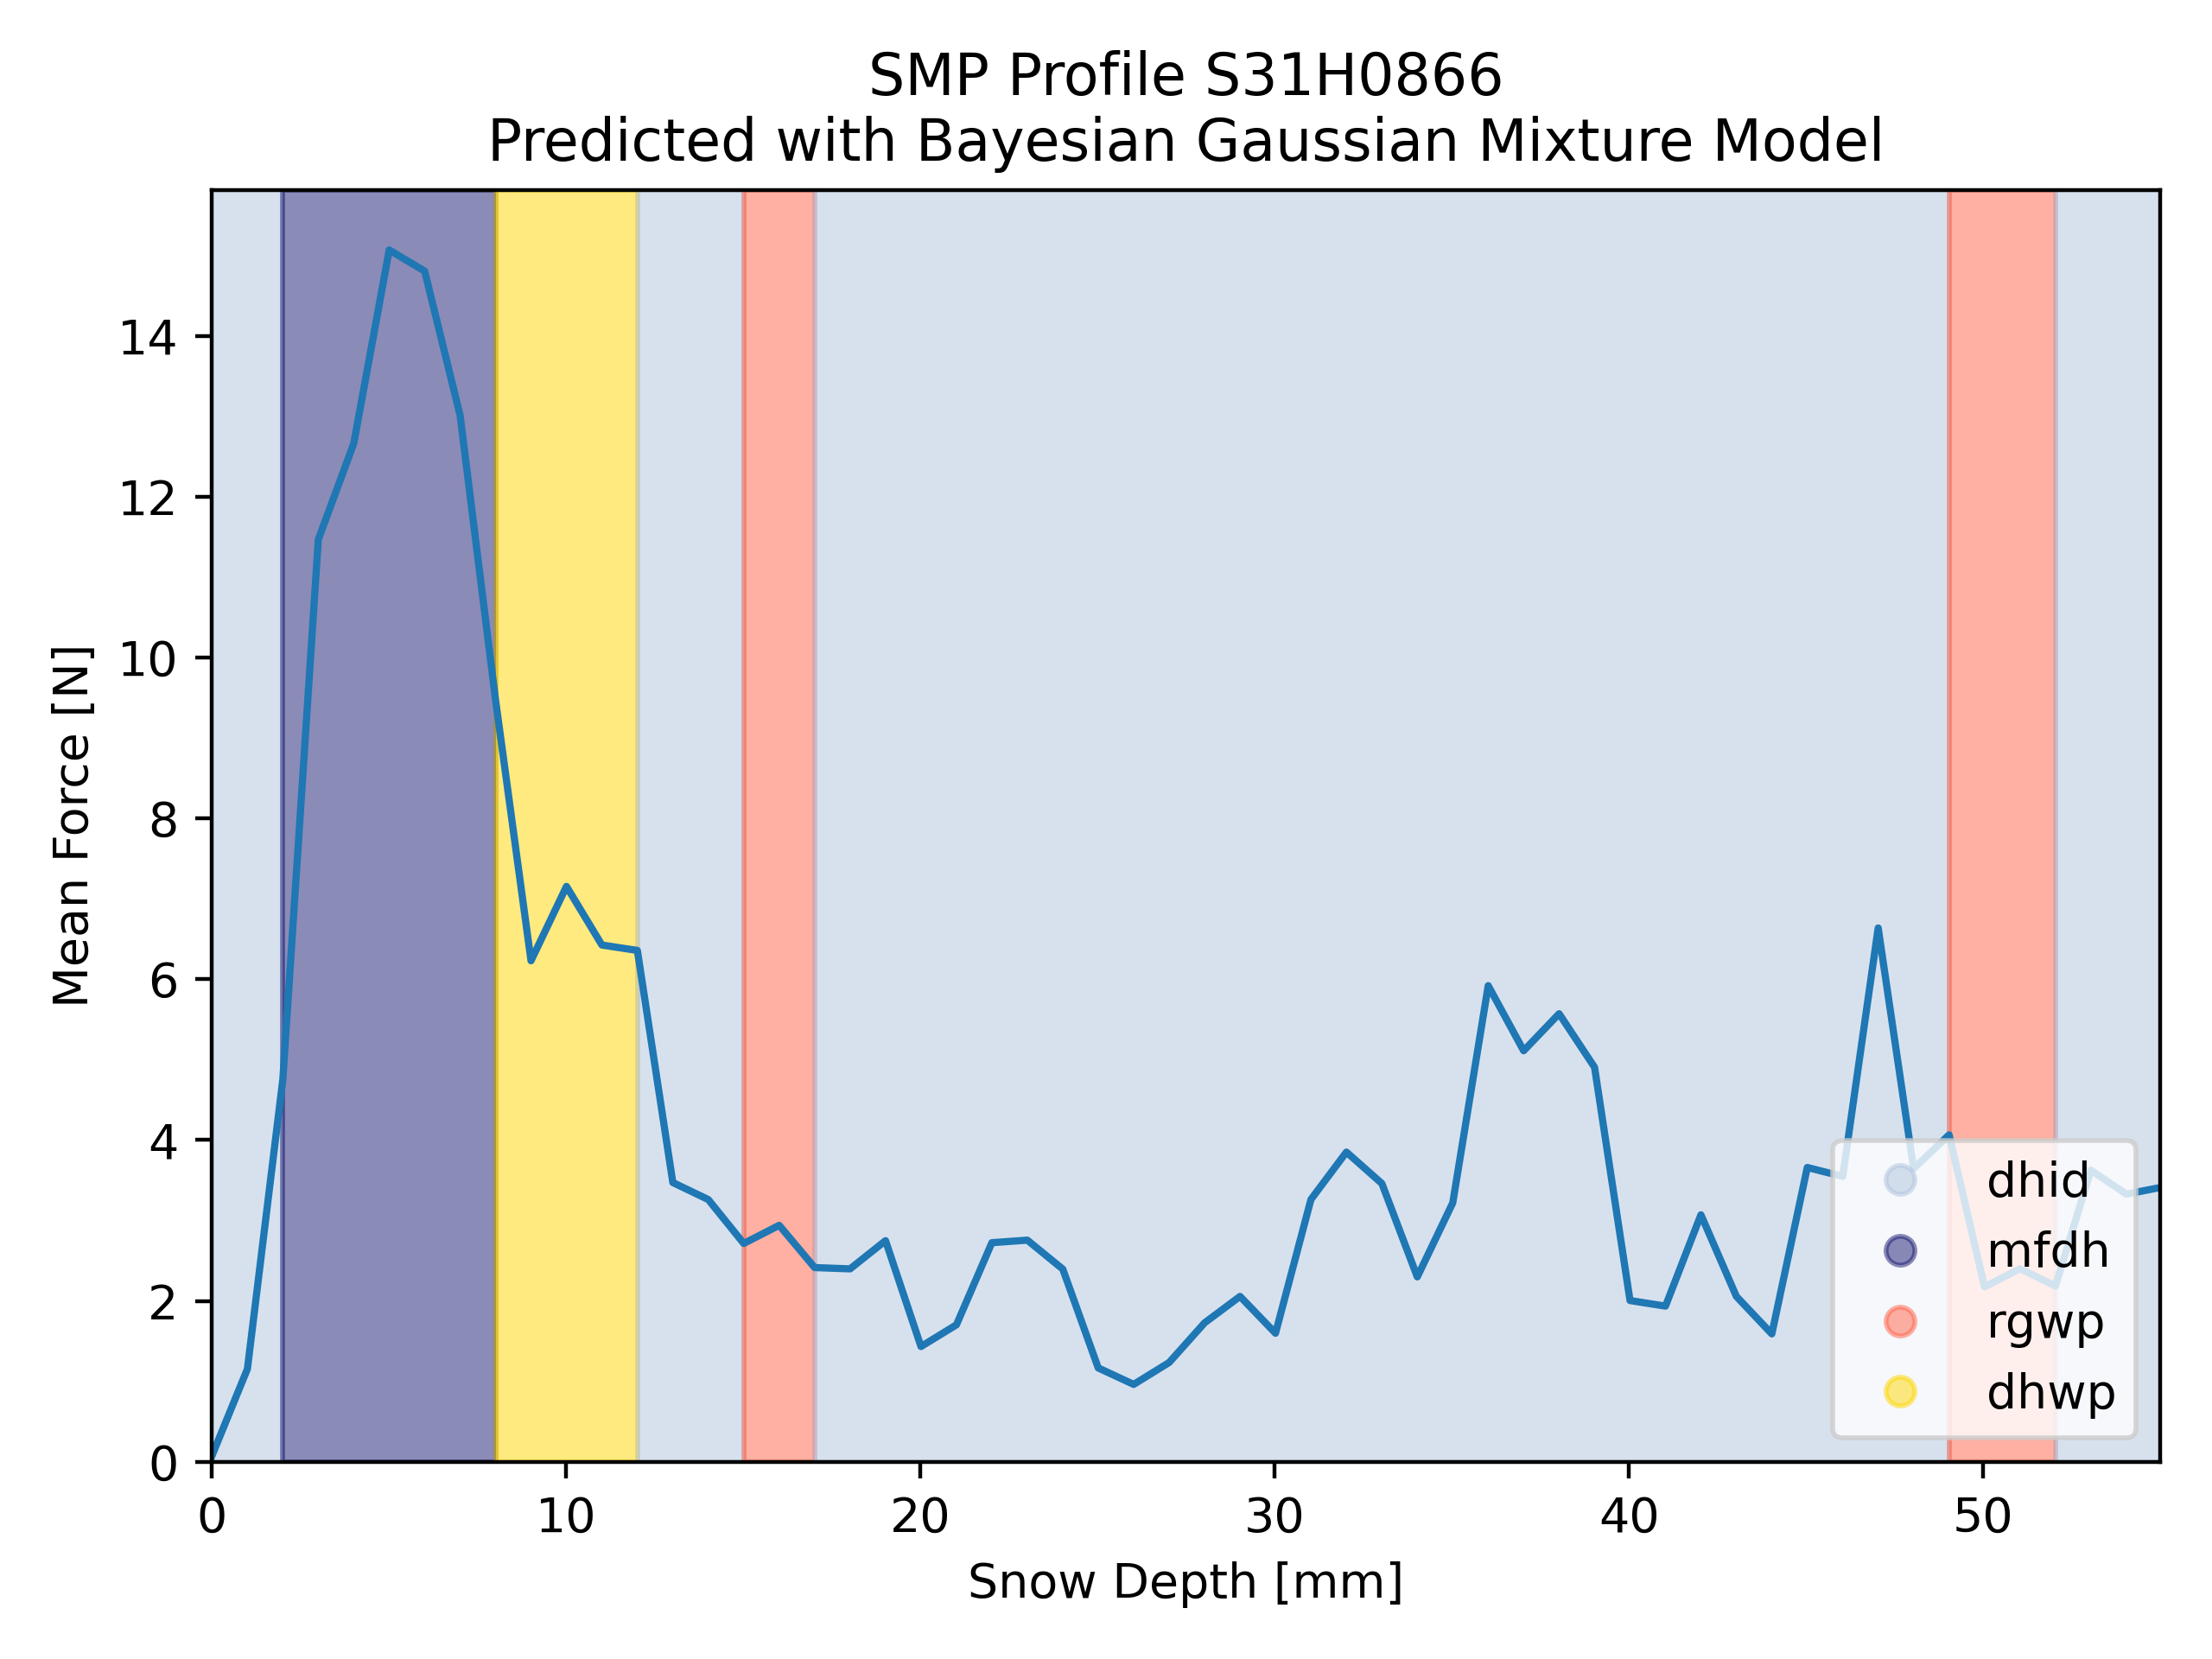 SMP Profile S31H0866
Predicted with Bayesian Gaussian Mixture Model
Mean Force [N]
14
12
10
8
6
4
2
0
dhid
mfdh
rgwp
dhwp
0 10 20 30 40 50
Snow Depth [mm]